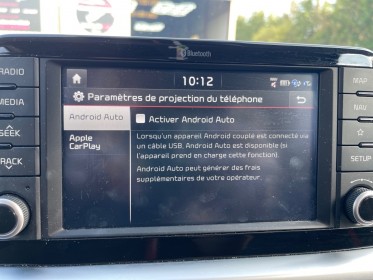 Bluetooth
RADIO
MEDIA
SEEK
TRACK
MAP
NAV
SETUP
10:12
Paramètres de projection du téléphone
Android Auto
Apple
CarPlay
Activer Android Auto
Lorsqu'un appareil Android couplé est connecté via
un câble USB, Android Auto est disponible (si
l'appareil prend en charge cette fonction).
Android Auto peut générer des frais
supplémentaires de votre opérateur.